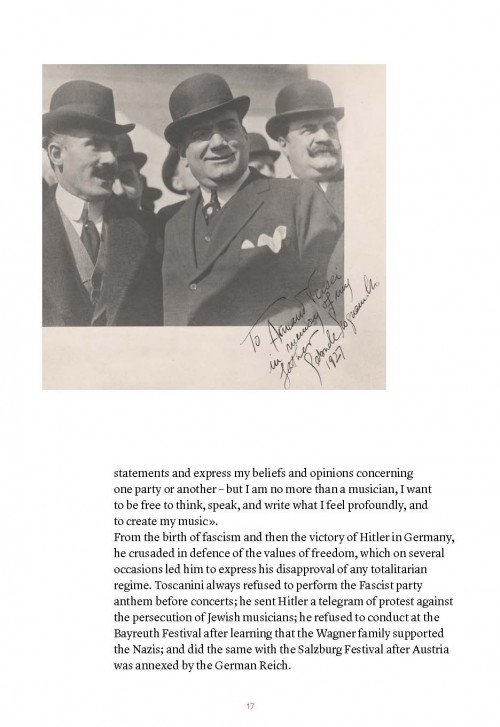 To Armando
in memory of my
father
1927
statements and express my beliefs and opinions concerning
one party or another – but I am no more than a musician, I want
to be free to think, speak, and write what I feel profoundly, and
to create my music».
From the birth of fascism and then the victory of Hitler in Germany,
he crusaded in defence of the values of freedom, which on several
occasions led him to express his disapproval of any totalitarian
regime. Toscanini always refused to perform the Fascist party
anthem before concerts; he sent Hitler a telegram of protest against
the persecution of Jewish musicians; he refused to conduct at the
Bayreuth Festival after learning that the Wagner family supported
the Nazis; and did the same with the Salzburg Festival after Austria
was annexed by the German Reich.
17